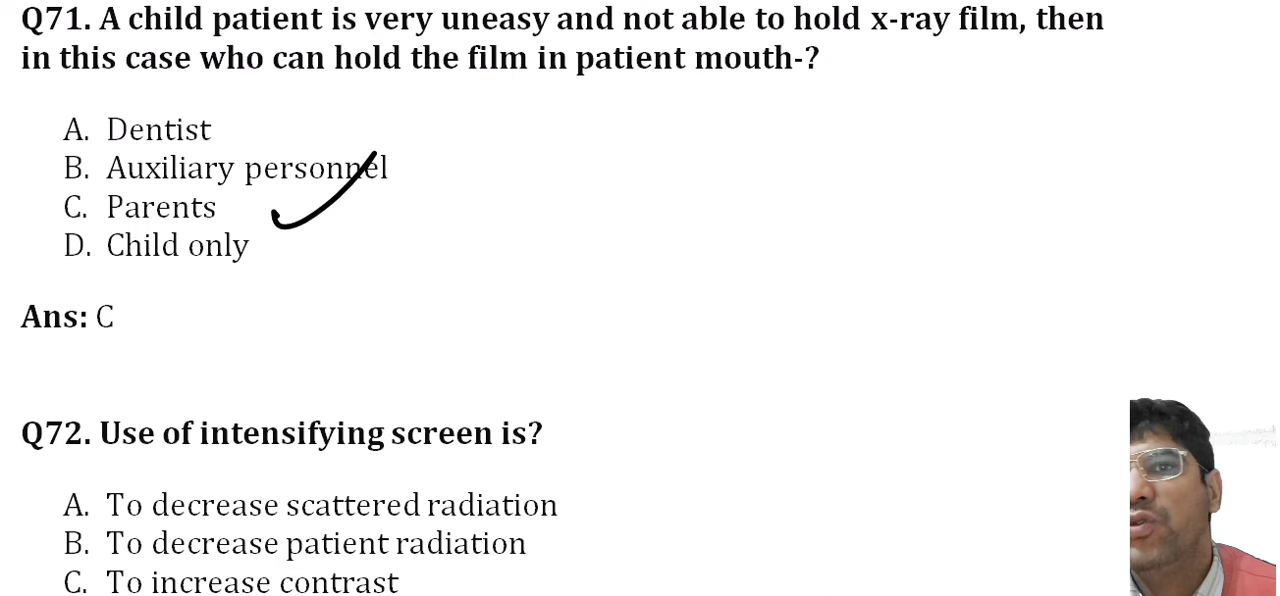 Q71. A child patient is very uneasy and not able to hold x-ray film, then
in this case who can hold the film in patient mouth-?
A. Dentist
B. Auxiliary personnel
C. Parents
D. Child only
Ans: C
Q72. Use of intensifying screen is?
A. To decrease scattered radiation
B. To decrease patient radiation
C. To increase contrast